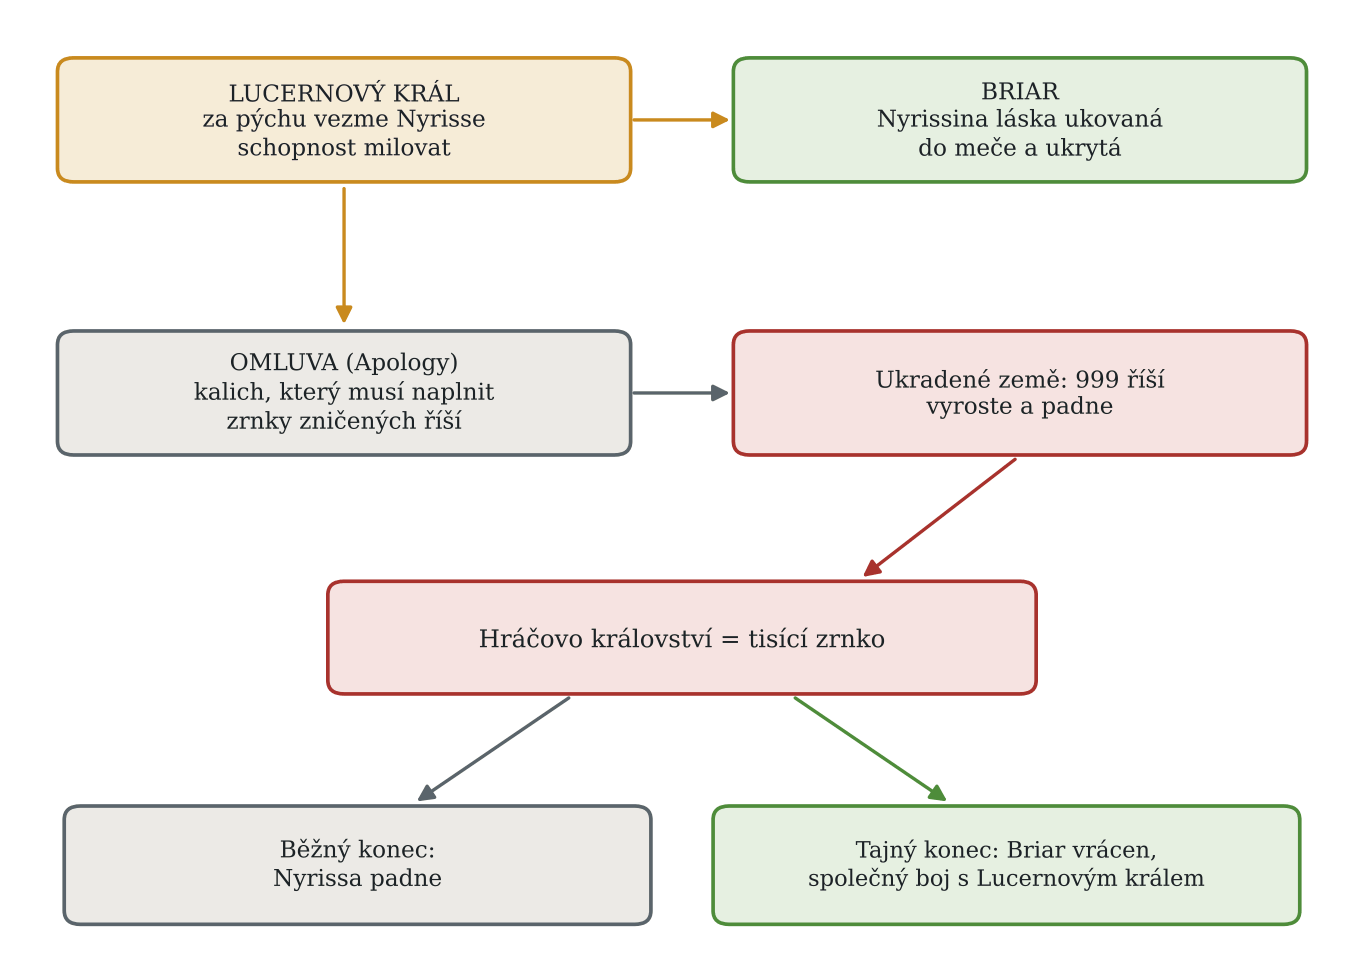 LUCERNOVÝ KRÁL
za pýchu vezme Nyrisse
schopnost milovat
BRIAR
Nyrissina láska ukovaná
do meče a ukrytá
OMLUVA (Apology)
kalich, který musí naplnit
zrnky zničených říší
Ukradené země: 999 říší
vyroste a padne
Hráčovo království = tisící zrnko
Běžný konec:
Nyrissa padne
Tajný konec: Briar vrácen,
společný boj s Lucernovým králem